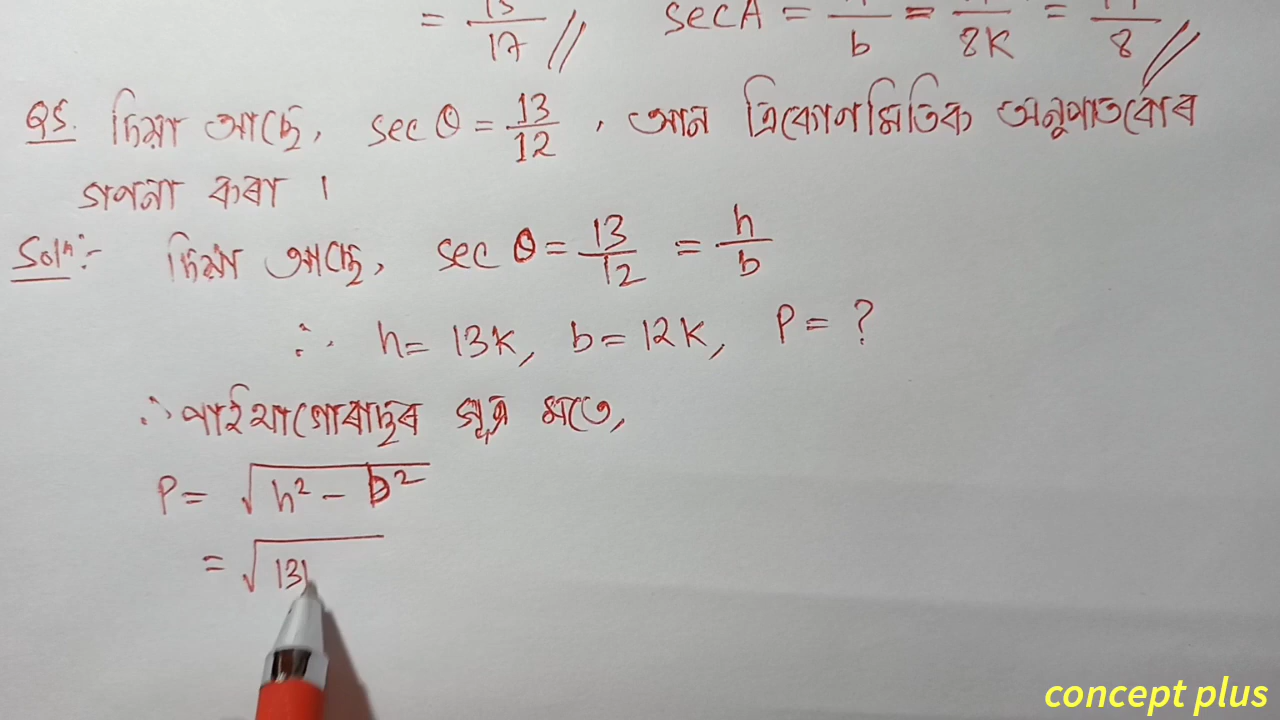 = 15/17 // secA = h/b = 17K/8K = 17/8 //
Q5. দিয়া আছে, sec θ = 13/12 , আন ত্ৰিকোণমিতিক অনুপাতবোৰ
গণনা কৰা ।
Solⁿ:- দিয়া আছে, sec θ = 13/12 = h/b
∴ h = 13K, b = 12K, P = ?
∴ পাইথাগোৰাছৰ সূত্ৰ মতে,
P = √h² - b²
= √13
concept plus